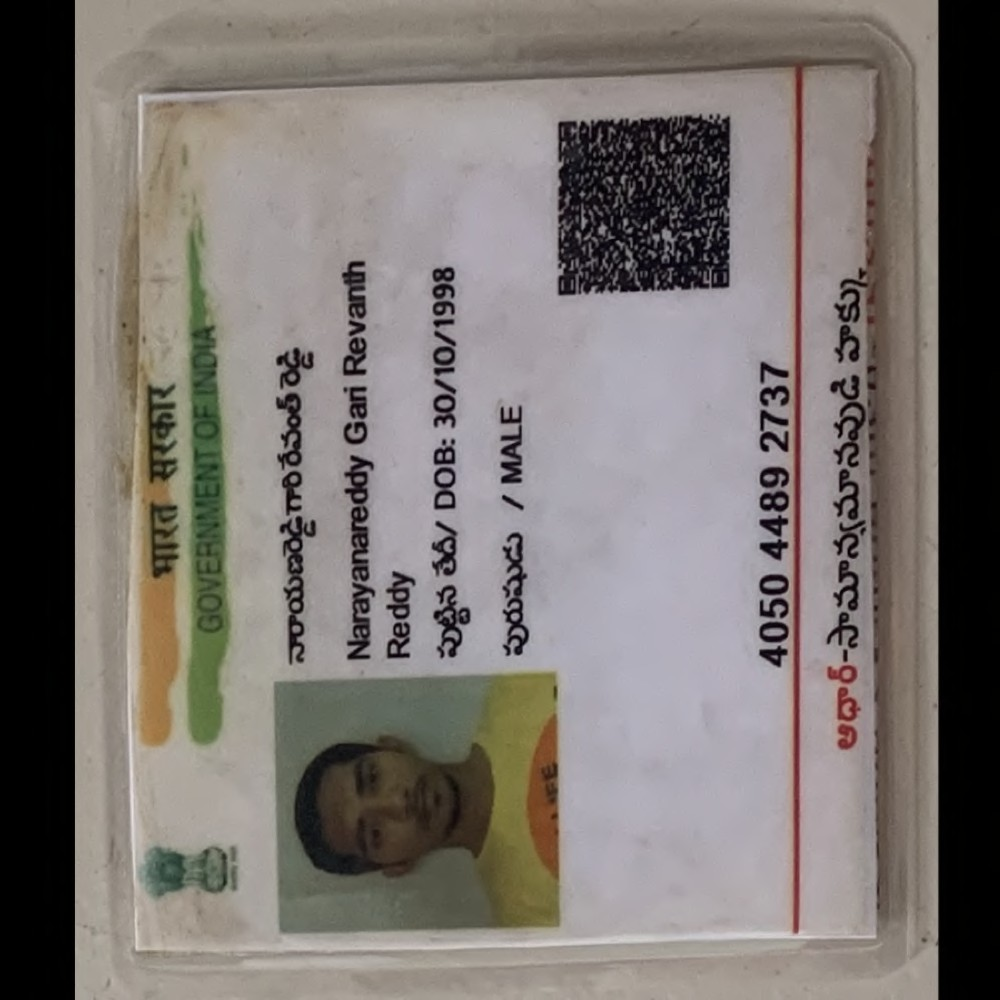 भारत सरकार
GOVERNMENT OF INDIA
నారాయణరెడ్డి గారి రేవంత్ రెడ్డి
Narayanareddy Gari Revanth
Reddy
పుట్టిన తేదీ/ DOB: 30/10/1998
పురుషుడు / MALE
LIFE
4050 4489 2737
ఆధార్-సామాన్యమానవుడి హక్కు